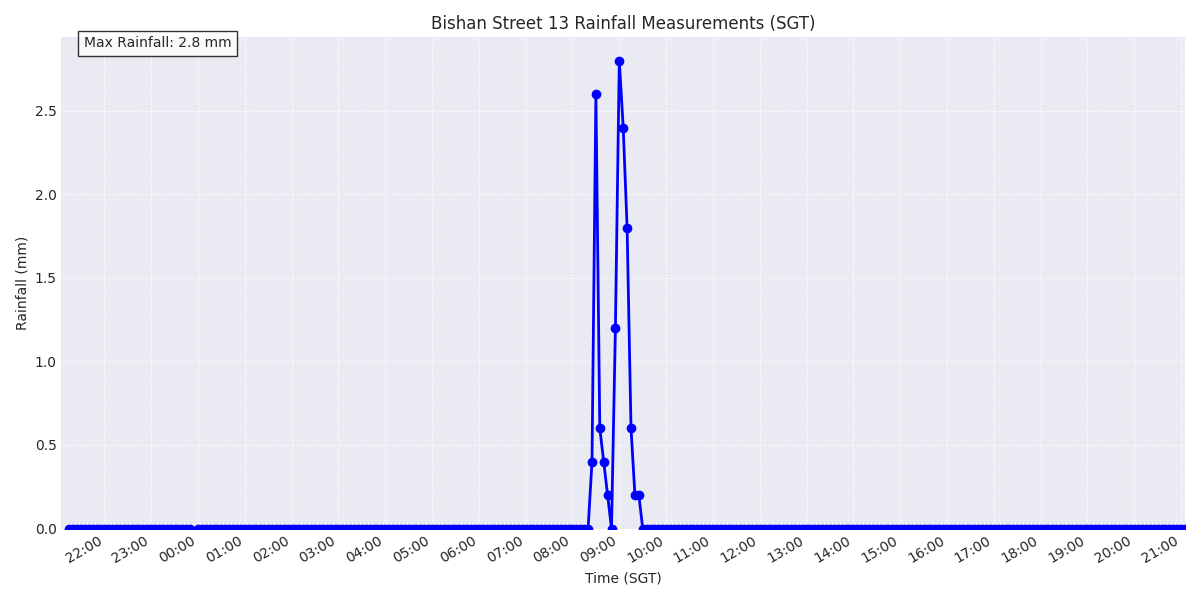 Bishan Street 13 Rainfall Measurements (SGT)
Max Rainfall: 2.8 mm
Rainfall (mm)
2.5
2.0
1.5
1.0
0.5
0.0
22:00 23:00 00:00 01:00 02:00 03:00 04:00 05:00 06:00 07:00 08:00 09:00 10:00 11:00 12:00 13:00 14:00 15:00 16:00 17:00 18:00 19:00 20:00 21:00
Time (SGT)